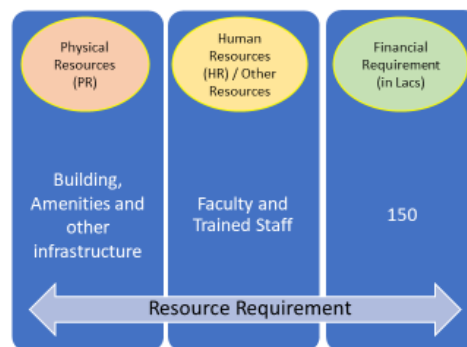 Physical
Resources
(PR)
Human
Resources
(HR) / Other
Resources
Financial
Requirement
(in Lacs)
Building,
Amenities and
other
infrastructure
Faculty and
Trained Staff
150
Resource Requirement